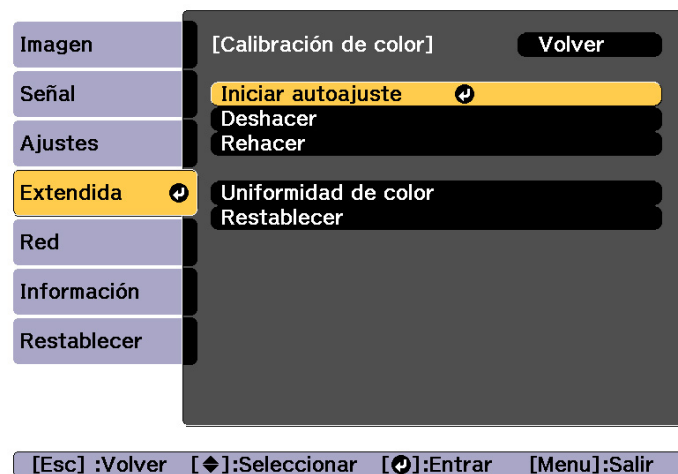 Imagen
Señal
Ajustes
Extendida
Red
Información
Restablecer
[Calibración de color] Volver
Iniciar autoajuste
Deshacer
Rehacer
Uniformidad de color
Restablecer
[Esc] :Volver [◆]:Seleccionar [↵]:Entrar [Menu]:Salir